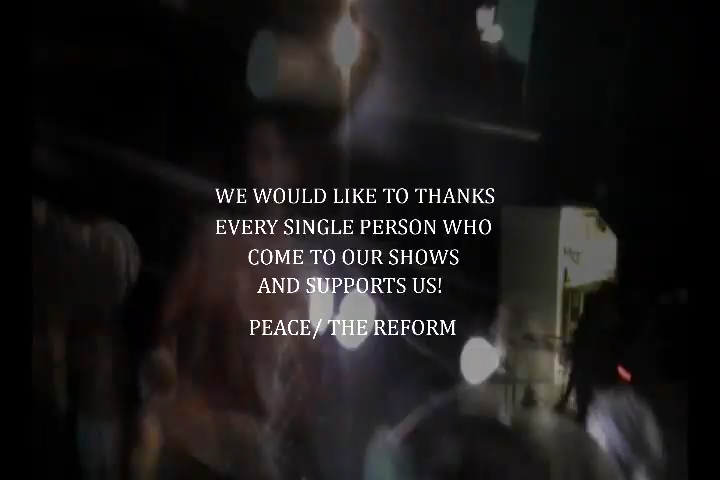 WE WOULD LIKE TO THANKS
EVERY SINGLE PERSON WHO
COME TO OUR SHOWS
AND SUPPORTS US!
PEACE/ THE REFORM